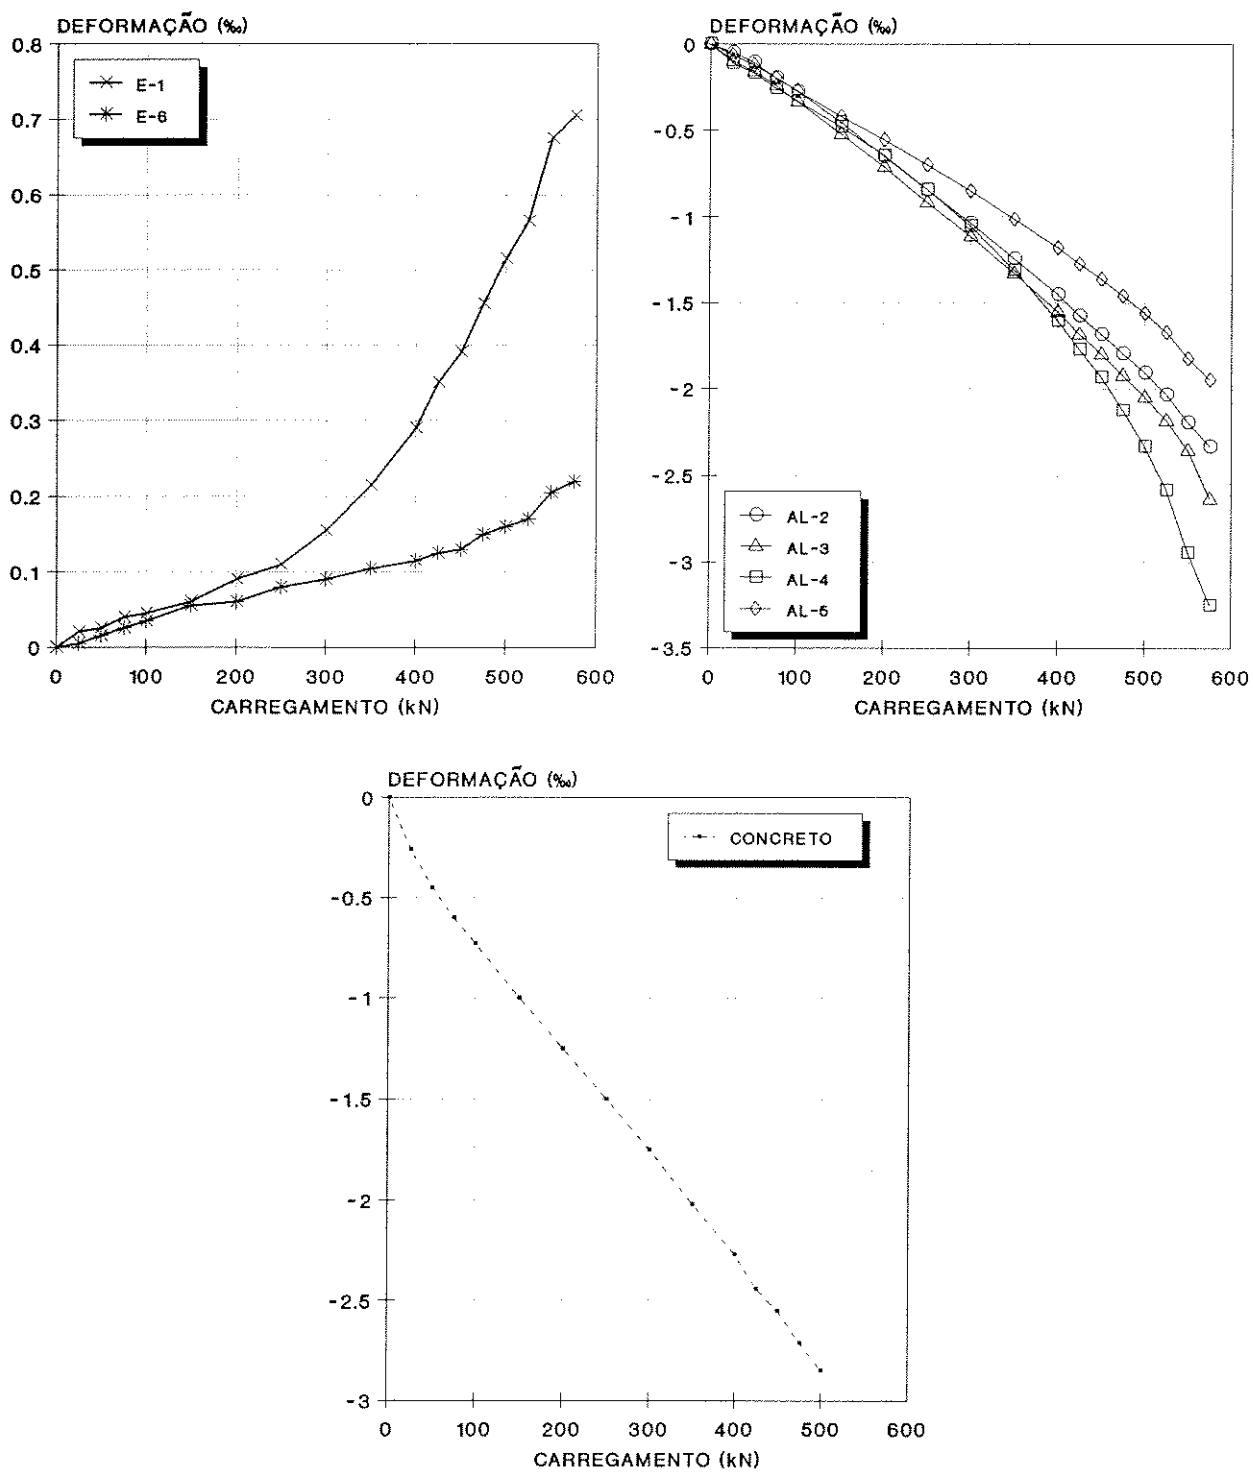 DEFORMAÇÃO (‰)
0.8
0.7
0.6
0.5
0.4
0.3
0.2
0.1
0
E-1
E-6
0 100 200 300 400 500 600
CARREGAMENTO (kN)
DEFORMAÇÃO (‰)
0
-0.5
-1
-1.5
-2
-2.5
-3
-3.5
AL-2
AL-3
AL-4
AL-5
0 100 200 300 400 500 600
CARREGAMENTO (kN)
DEFORMAÇÃO (‰)
0
-0.5
-1
-1.5
-2
-2.5
-3
CONCRETO
0 100 200 300 400 500 600
CARREGAMENTO (kN)